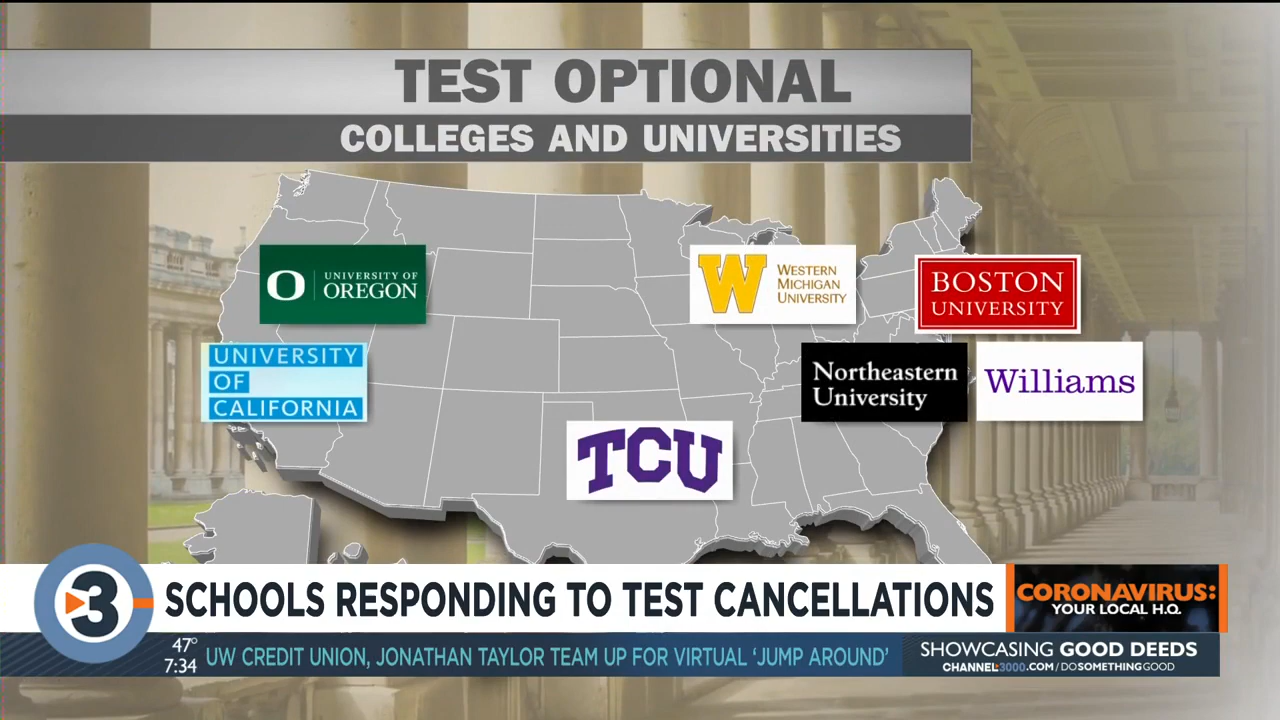 TEST OPTIONAL
COLLEGES AND UNIVERSITIES
O
UNIVERSITY OF
OREGON
W
WESTERN
MICHIGAN
UNIVERSITY
BOSTON
UNIVERSITY
UNIVERSITY
OF
CALIFORNIA
Northeastern
University
Williams
TCU
3
SCHOOLS RESPONDING TO TEST CANCELLATIONS
CORONAVIRUS:
YOUR LOCAL H.Q.
47°
7:34
UW CREDIT UNION, JONATHAN TAYLOR TEAM UP FOR VIRTUAL ‘JUMP AROUND’
SHOWCASING GOOD DEEDS
CHANNEL3000.COM/DOSOMETHINGGOOD